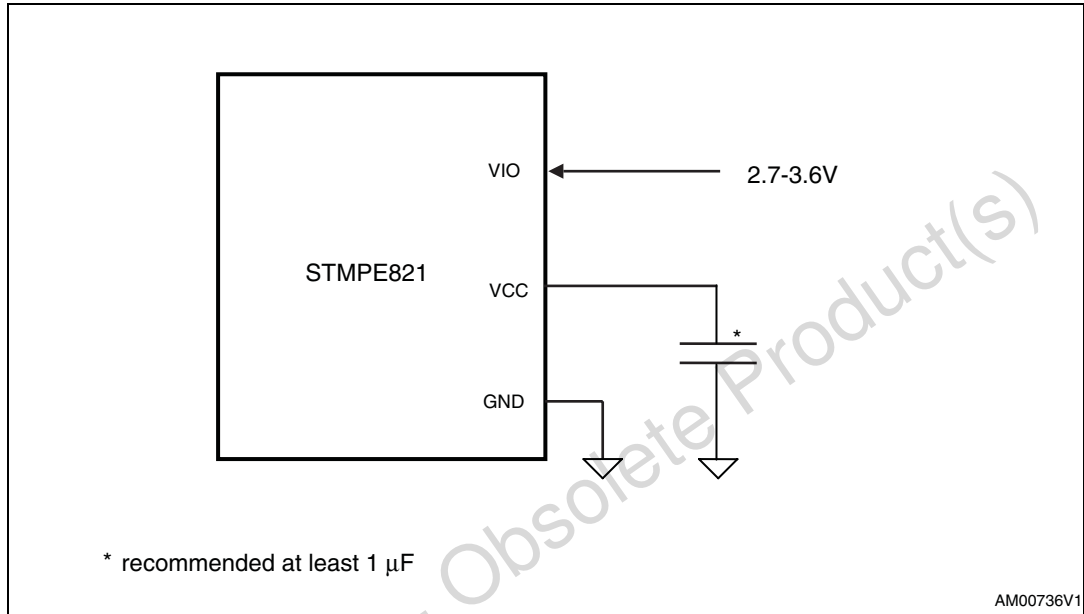 VIO
2.7-3.6V
STMPE821
VCC
*
GND
* recommended at least 1 μF
Obsolete Product(s)
AM00736V1